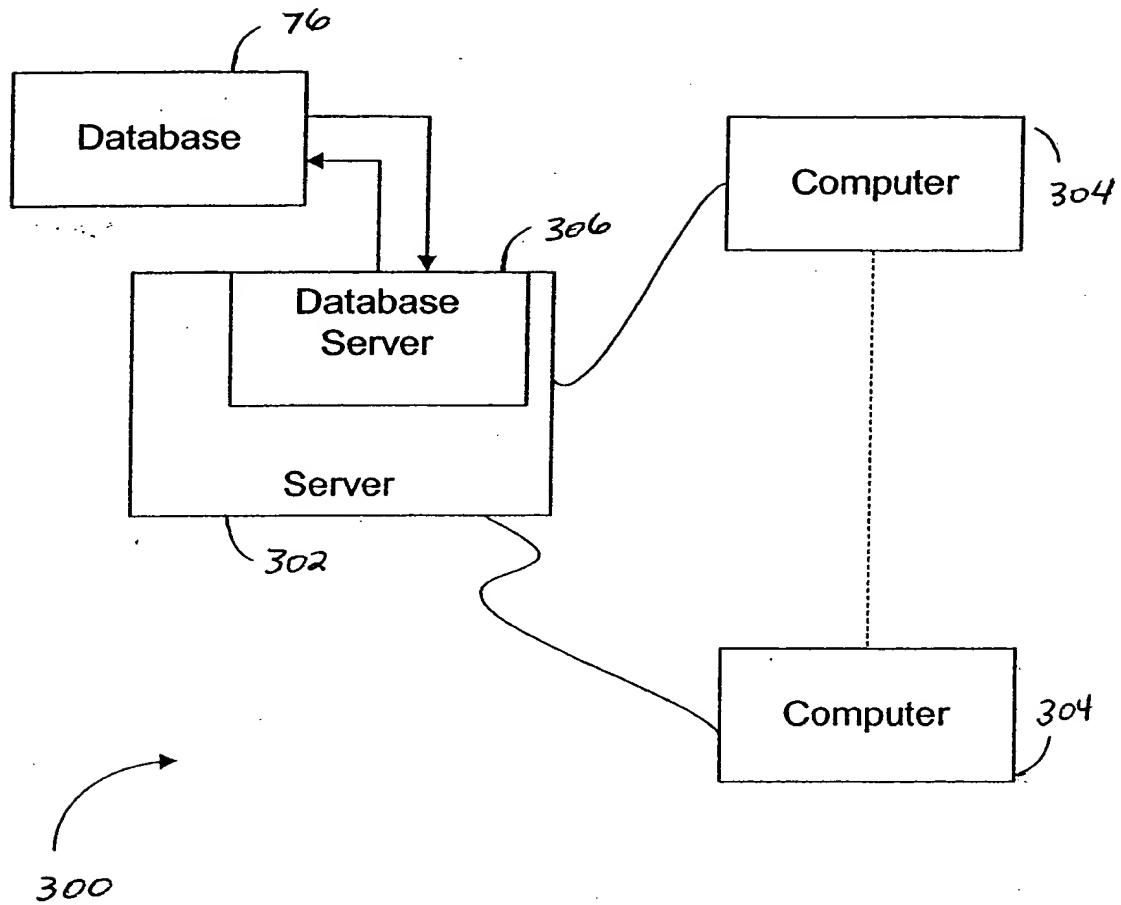 76
Database
Computer
304
306
Database
Server
Server
302
Computer
304
300